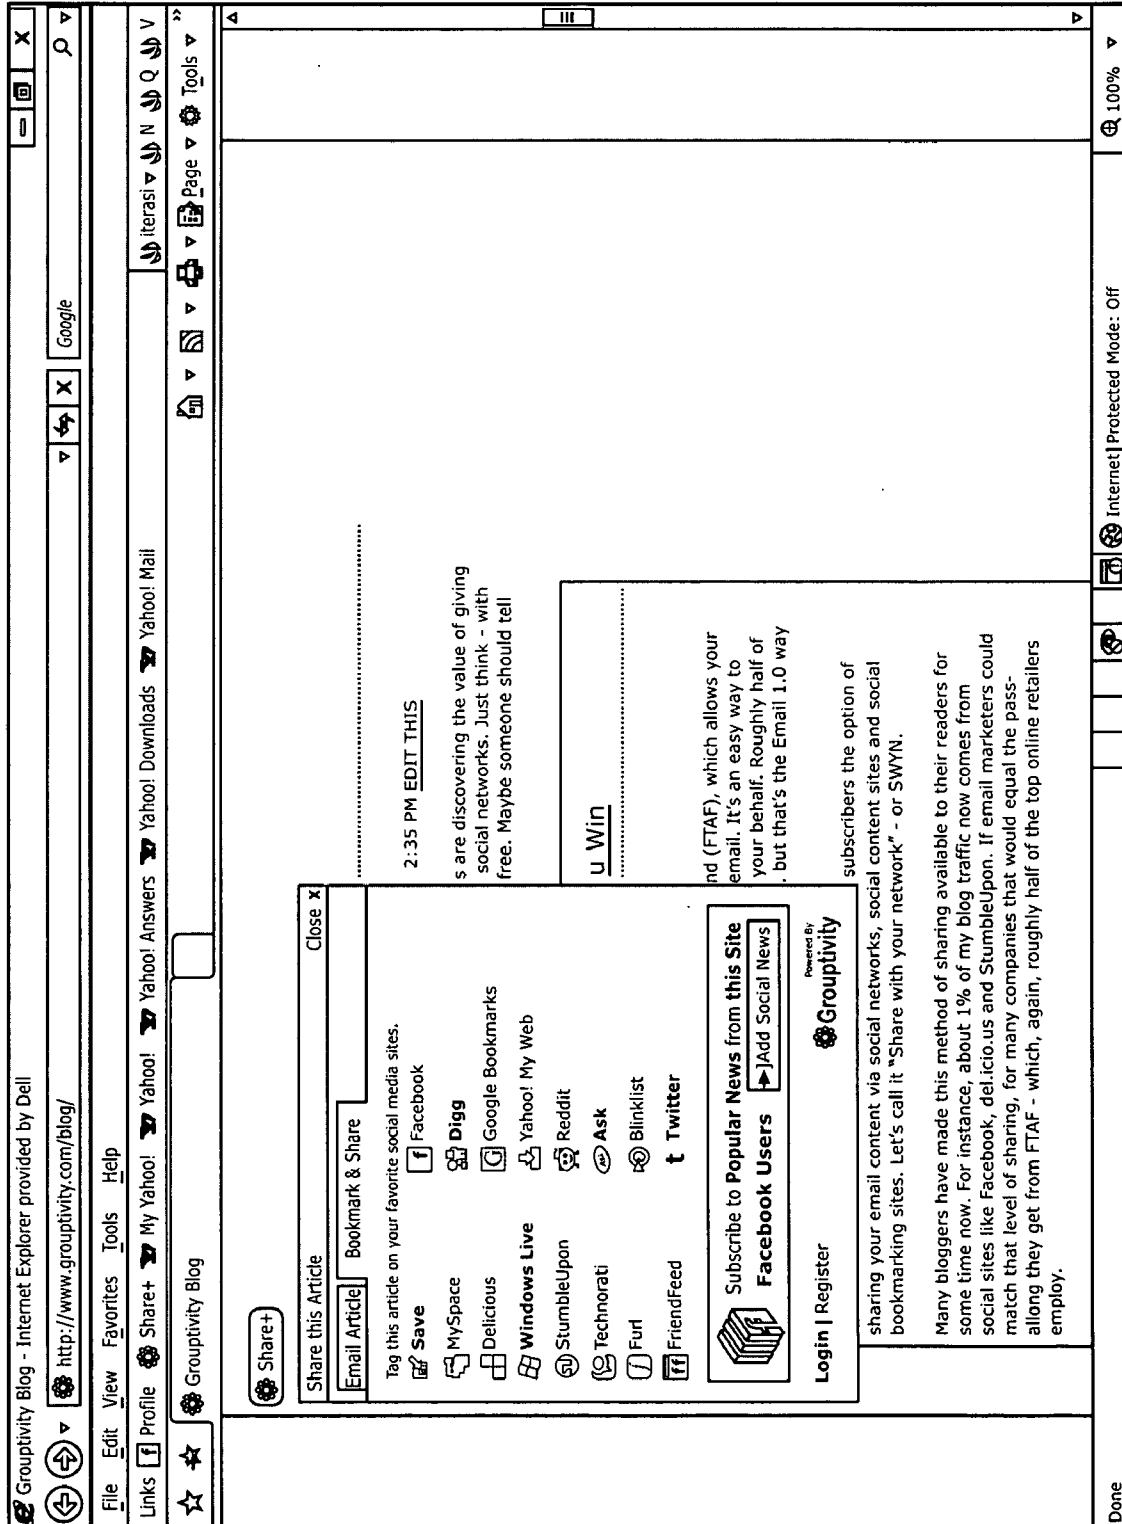 Grouptivity Blog - Internet Explorer provided by Dell
http://www.grouptivity.com/blog/
Google
File Edit View Favorites Tools Help
Links Profile Share+ My Yahoo! Yahoo! Yahoo! Answers Yahoo! Downloads Yahoo! Mail iterasi N Q V
Grouptivity Blog
Page Tools
Share+
Share this Article Close X
Email Article Bookmark & Share
Tag this article on your favorite social media sites.
Save Facebook
MySpace Digg
Delicious Google Bookmarks
Windows Live Yahoo! My Web
StumbleUpon Reddit
Technorati Ask
Furl Blinklist
FriendFeed Twitter
Subscribe to Popular News from this Site
Facebook Users Add Social News
Login | Register
Powered By
Grouptivity
2:35 PM EDIT THIS
s are discovering the value of giving
social networks. Just think - with
free. Maybe someone should tell
u Win
nd (FTAF), which allows your
email. It's an easy way to
your behalf. Roughly half of
, but that's the Email 1.0 way
subscribers the option of
sharing your email content via social networks, social content sites and social
bookmarking sites. Let's call it "Share with your network" - or SWYN.
Many bloggers have made this method of sharing available to their readers for
some time now. For instance, about 1% of my blog traffic now comes from
social sites like Facebook, del.icio.us and StumbleUpon. If email marketers could
match that level of sharing, for many companies that would equal the pass-
allong they get from FTAF - which, again, roughly half of the top online retailers
employ.
Done Internet| Protected Mode: Off 100%